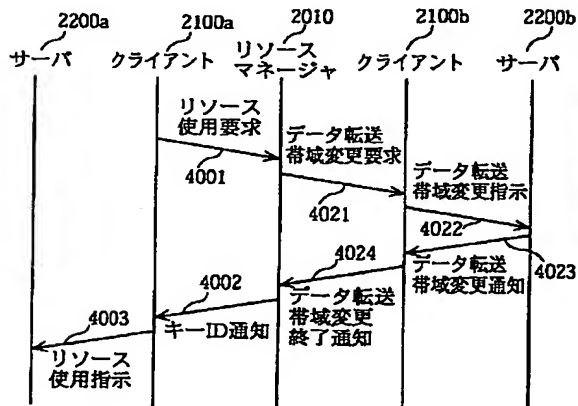 2200a
2100a
2010
2100b
2200b
サーバ
クライアント
リソース
マネージャ
クライアント
サーバ
リソース
使用要求
4001
データ転送
帯域変更要求
4021
データ転送
帯域変更指示
4022
4023
データ転送
帯域変更通知
4024
データ転送
帯域変更
終了通知
4002
キーID通知
4003
リソース
使用指示